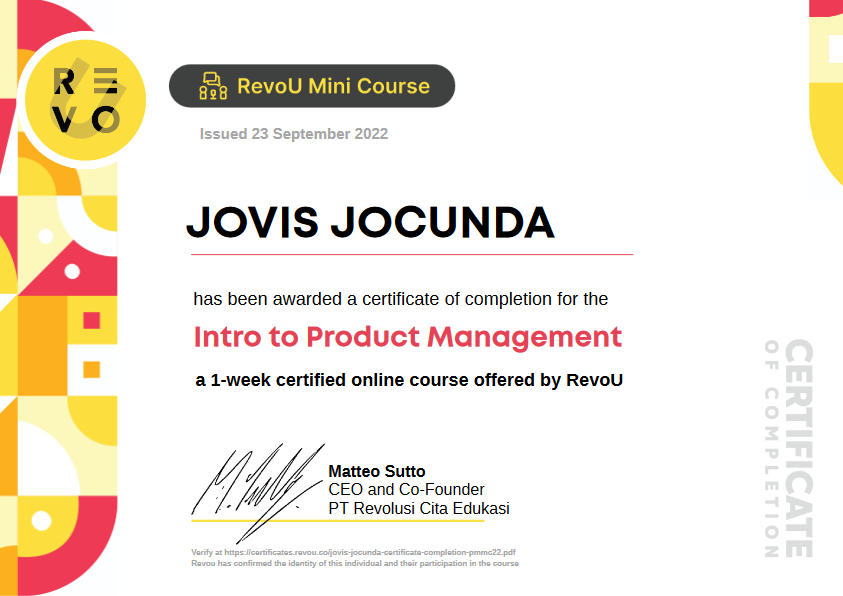 R E
V O
RevoU Mini Course
Issued 23 September 2022
JOVIS JOCUNDA
has been awarded a certificate of completion for the
Intro to Product Management
a 1-week certified online course offered by RevoU
Matteo Sutto
CEO and Co-Founder
PT Revolusi Cita Edukasi
Verify at https://certificates.revou.co/jovis-jocunda-certificate-completion-pmmc22.pdf
Revou has confirmed the identity of this individual and their participation in the course
CERTIFICATE
OF COMPLETION